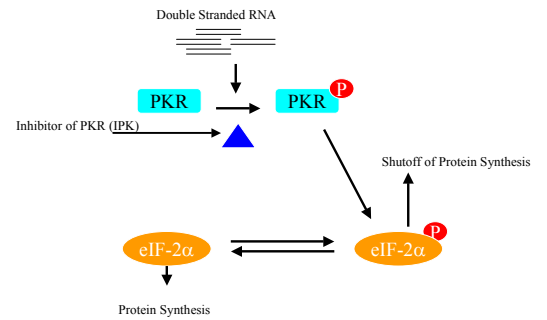 Double Stranded RNA
PKR
PKR
P
Inhibitor of PKR (IPK)
Shutoff of Protein Synthesis
eIF-2α
eIF-2α
P
Protein Synthesis